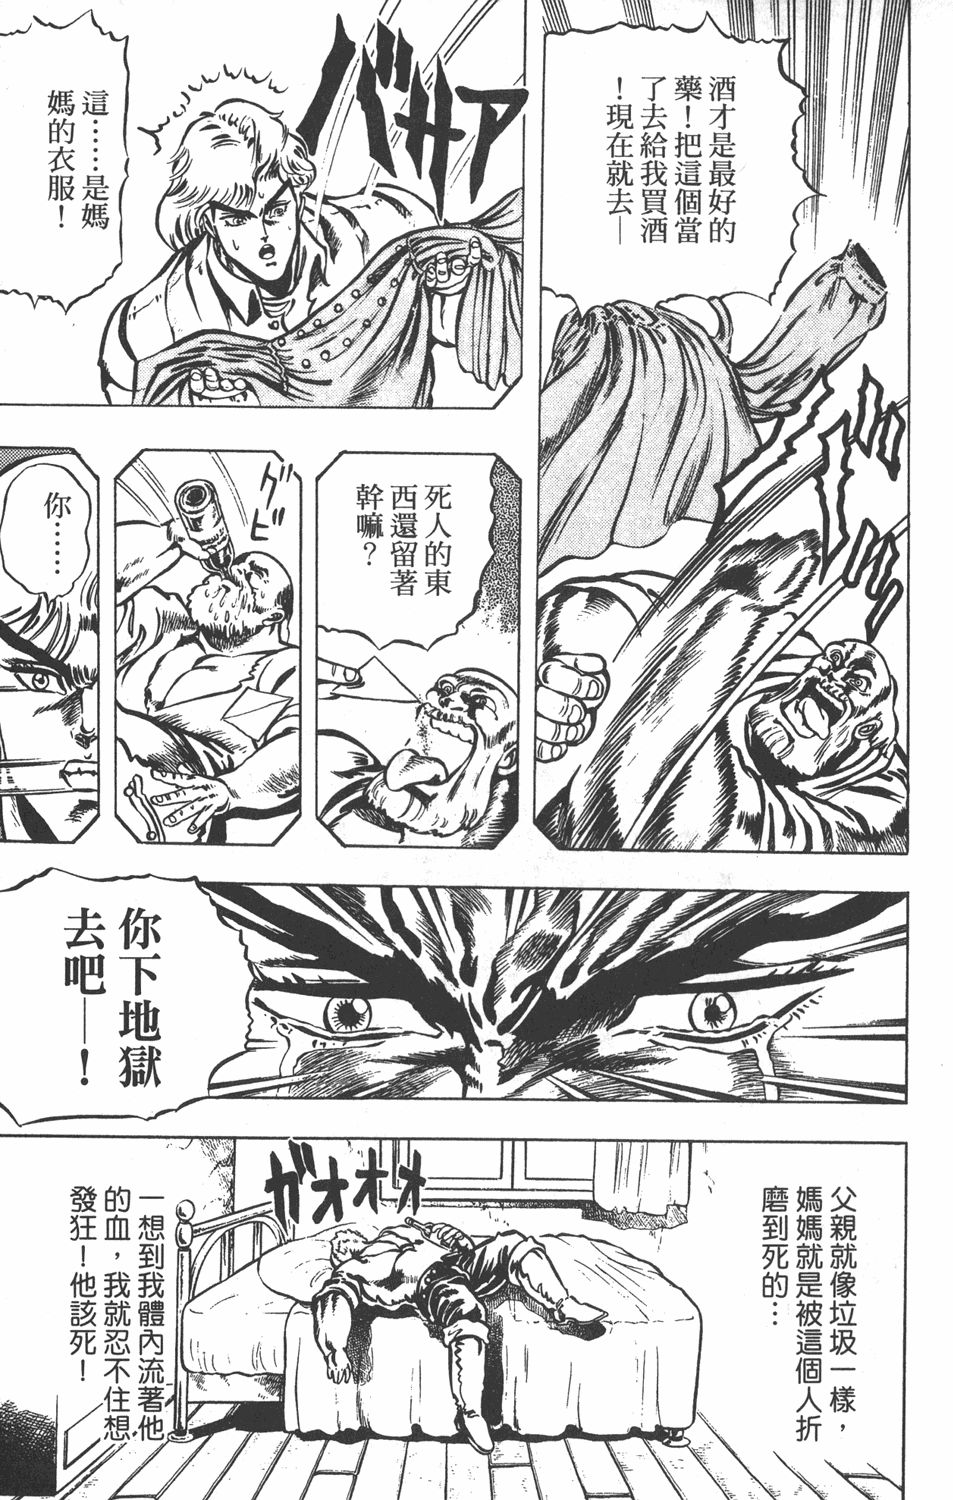 酒才是最好的
藥！把這個當
了去給我買酒
！現在就去—
バサァ
這……是媽
媽的衣服！
死人的東
西還留著
幹嘛？
グビ
你……
你下地獄
去吧——！
父親就像垃圾一樣，
媽媽就是被這個人折
磨到死的…
ガオオオ
一想到我體內流著他
的血，我就忍不住想
發狂！他該死！